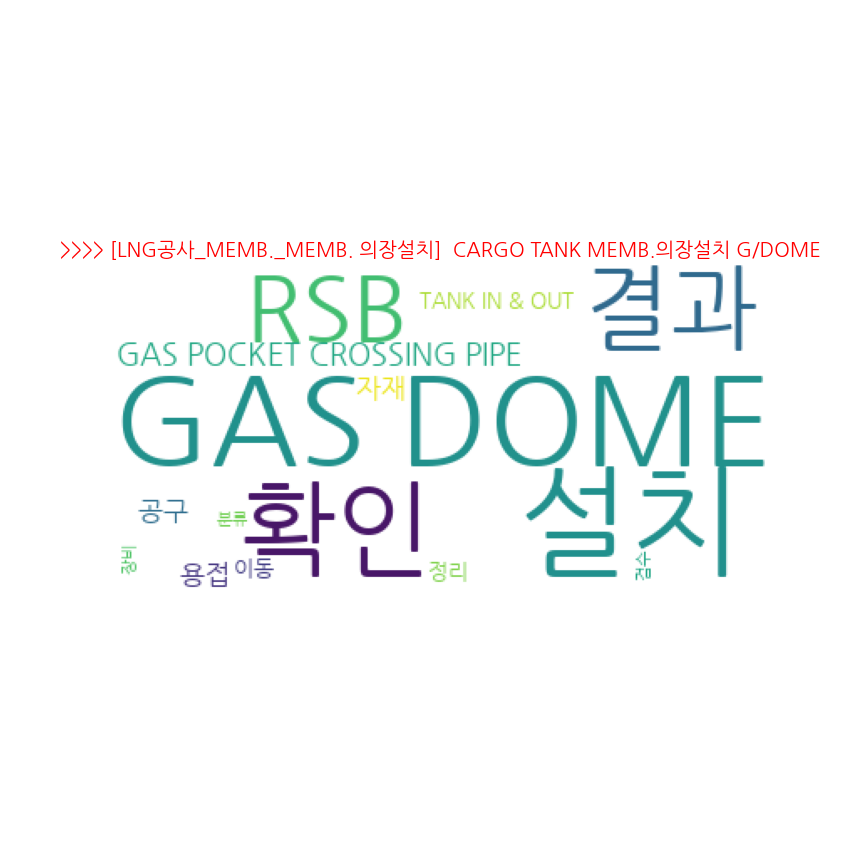 >>>> [LNG공사_MEMB._MEMB. 의장설치]  CARGO TANK MEMB.의장설치 G/DOME
RSB
TANK IN & OUT
결과
GAS POCKET CROSSING PIPE
자재
GAS DOME
설치
확인
공구
분류
장비
용접
이동
정리
검수